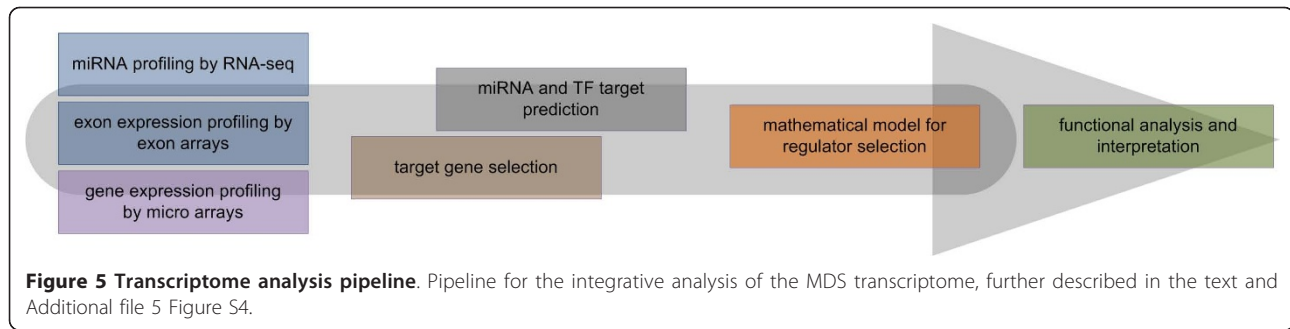 miRNA profiling by RNA-seq
exon expression profiling by
exon arrays
gene expression profiling
by micro arrays
miRNA and TF target
prediction
target gene selection
mathematical model for
regulator selection
functional analysis and
interpretation
Figure 5 Transcriptome analysis pipeline. Pipeline for the integrative analysis of the MDS transcriptome, further described in the text and
Additional file 5 Figure S4.